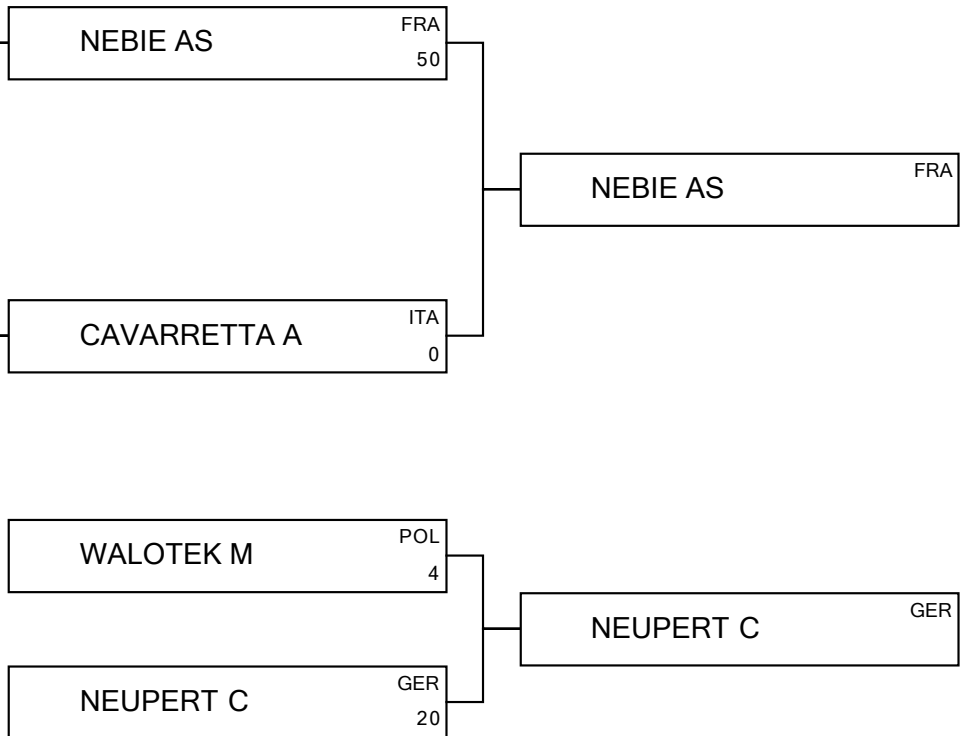 NEBIE AS FRA
50
NEBIE AS FRA
CAVARRETTA A ITA
0
WALOTEK M POL
4
NEUPERT C GER
NEUPERT C GER
20